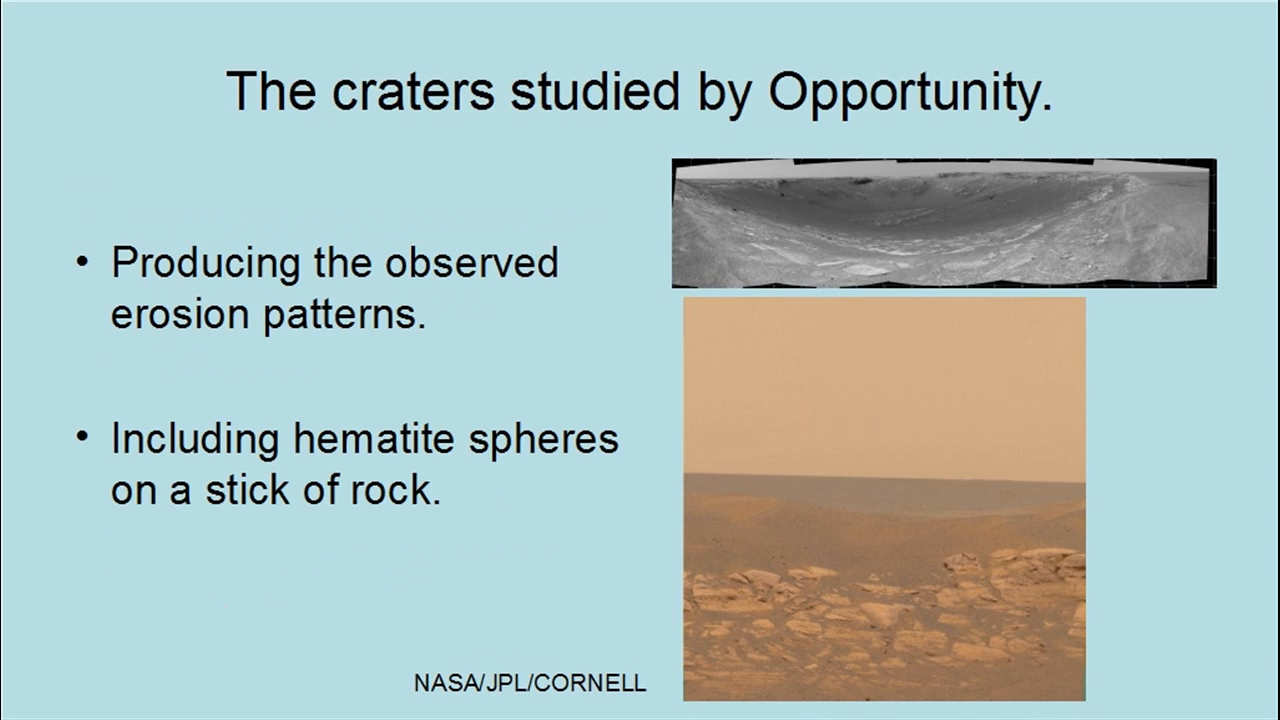 The craters studied by Opportunity.
• Producing the observed
erosion patterns.
• Including hematite spheres
on a stick of rock.
NASA/JPL/CORNELL